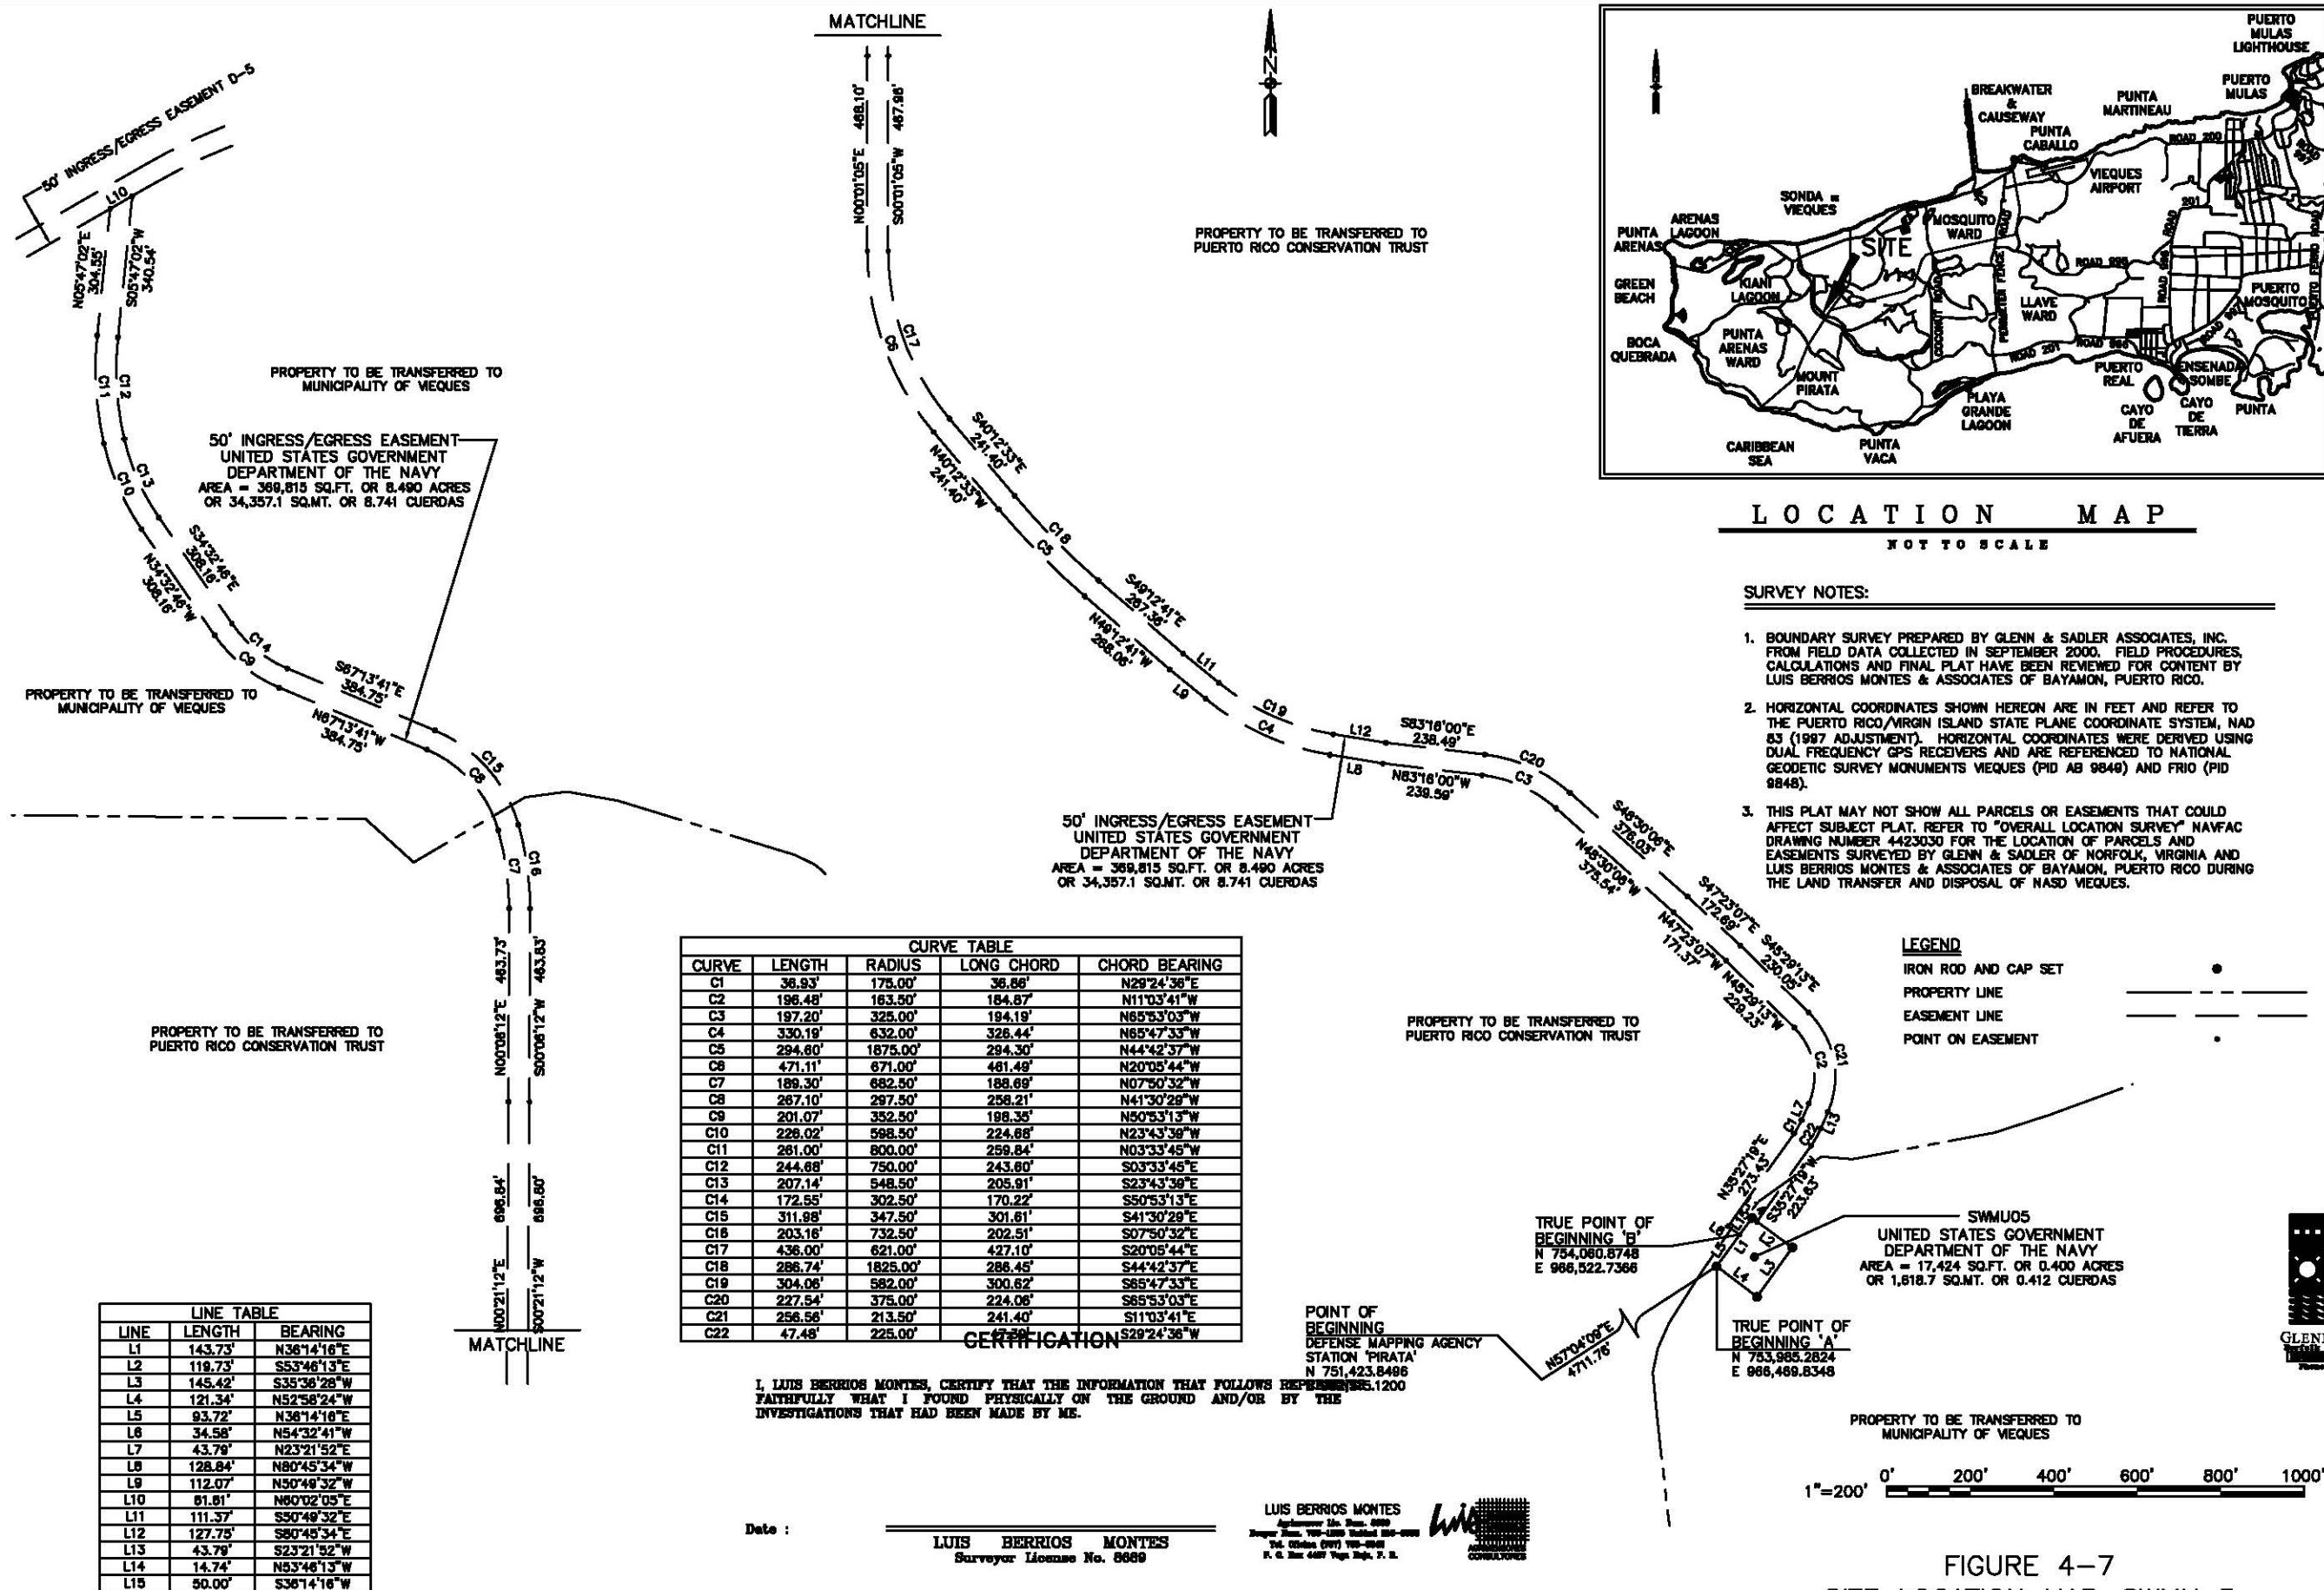 MATCHLINE
50' INGRESS/EGRESS EASEMENT D-5
L10
N05°47'02"E
304.55'
S05°47'02"W
340.54'
C11
C12
C10
C13
PROPERTY TO BE TRANSFERRED TO
MUNICIPALITY OF VIEQUES
50' INGRESS/EGRESS EASEMENT
UNITED STATES GOVERNMENT
DEPARTMENT OF THE NAVY
AREA = 369,815 SQ.FT. OR 8.490 ACRES
OR 34,357.1 SQ.MT. OR 8.741 CUERDAS
S34°32'46"E
308.16'
N34°32'46"W
308.16'
C14
C9
S67°13'41"E
384.75'
N67°13'41"W
384.75'
PROPERTY TO BE TRANSFERRED TO
MUNICIPALITY OF VIEQUES
C15
C8
C7
C16
463.73'
463.83'
N00°08'12"E
S00°08'12"W
PROPERTY TO BE TRANSFERRED TO
PUERTO RICO CONSERVATION TRUST
696.84'
696.80'
N00°21'12"E
S00°21'12"W
MATCHLINE
N00°01'05"E 468.10'
S00°01'05"W 467.96'
N
PROPERTY TO BE TRANSFERRED TO
PUERTO RICO CONSERVATION TRUST
C6
C17
S40°12'33"E
241.40'
N40°12'33"W
241.40'
C18
C5
S49°12'41"E
267.36'
N49°12'41"W
268.06'
L11
L9
C19
C4
L12
L8
S83°16'00"E
238.49'
N83°16'00"W
239.59'
C20
C3
50' INGRESS/EGRESS EASEMENT
UNITED STATES GOVERNMENT
DEPARTMENT OF THE NAVY
AREA = 369,815 SQ.FT. OR 8.490 ACRES
OR 34,357.1 SQ.MT. OR 8.741 CUERDAS
S48°30'06"E
376.03'
N48°30'06"W
375.54'
S47°23'07"E
172.69'
N47°23'07"W
171.37'
S45°29'13"E
230.05'
N45°29'13"W
229.23'
C2
C21
PROPERTY TO BE TRANSFERRED TO
PUERTO RICO CONSERVATION TRUST
L7
C1
C22
L13
N35°27'19"E
273.43'
S35°27'19"W
223.63'
L15
L6
L5
L1
L2
L3
L4
PUERTO
MULAS
LIGHTHOUSE
PUERTO
MULAS
BREAKWATER
&
CAUSEWAY
PUNTA
MARTINEAU
PUNTA
CABALLO
ROAD 200
ROAD 997
VIEQUES
AIRPORT
SONDA
VIEQUES
ARENAS
LAGOON
PUNTA
ARENAS
MOSQUITO
WARD
SITE
ROAD 201
ROAD 995
ROAD 996
PUERTO FERRO ROAD
PERIMETER FENCE ROAD
COCONUT ROAD
GREEN
BEACH
KIANI
LAGOON
LLAVE
WARD
PUERTO
MOSQUITO
ROAD 997
BOCA
QUEBRADA
PUNTA
ARENAS
WARD
ROAD 201
ROAD 996
PUERTO
REAL
ENSENADA
SOMBE
MOUNT
PIRATA
PLAYA
GRANDE
LAGOON
CAYO
DE
AFUERA
CAYO
DE
TIERRA
PUNTA
CARIBBEAN
SEA
PUNTA
VACA
LOCATION MAP
NOT TO SCALE
SURVEY NOTES:
1. BOUNDARY SURVEY PREPARED BY GLENN & SADLER ASSOCIATES, INC.
FROM FIELD DATA COLLECTED IN SEPTEMBER 2000. FIELD PROCEDURES,
CALCULATIONS AND FINAL PLAT HAVE BEEN REVIEWED FOR CONTENT BY
LUIS BERRIOS MONTES & ASSOCIATES OF BAYAMON, PUERTO RICO.
2. HORIZONTAL COORDINATES SHOWN HEREON ARE IN FEET AND REFER TO
THE PUERTO RICO/VIRGIN ISLAND STATE PLANE COORDINATE SYSTEM, NAD
83 (1997 ADJUSTMENT). HORIZONTAL COORDINATES WERE DERIVED USING
DUAL FREQUENCY GPS RECEIVERS AND ARE REFERENCED TO NATIONAL
GEODETIC SURVEY MONUMENTS VIEQUES (PID AB 9849) AND FRIO (PID
9848).
3. THIS PLAT MAY NOT SHOW ALL PARCELS OR EASEMENTS THAT COULD
AFFECT SUBJECT PLAT. REFER TO "OVERALL LOCATION SURVEY" NAVFAC
DRAWING NUMBER 4423030 FOR THE LOCATION OF PARCELS AND
EASEMENTS SURVEYED BY GLENN & SADLER OF NORFOLK, VIRGINIA AND
LUIS BERRIOS MONTES & ASSOCIATES OF BAYAMON, PUERTO RICO DURING
THE LAND TRANSFER AND DISPOSAL OF NASD VIEQUES.
LEGEND
IRON ROD AND CAP SET
PROPERTY LINE
EASEMENT LINE
POINT ON EASEMENT
CURVE TABLE
CURVE LENGTH RADIUS LONG CHORD CHORD BEARING
C1 36.93' 175.00' 36.86' N29°24'36"E
C2 196.48' 163.50' 184.87' N11°03'41"W
C3 197.20' 325.00' 194.19' N65°53'03"W
C4 330.19' 632.00' 326.44' N65°47'33"W
C5 294.60' 1875.00' 294.30' N44°42'37"W
C6 471.11' 671.00' 461.49' N20°05'44"W
C7 189.30' 682.50' 188.69' N07°50'32"W
C8 267.10' 297.50' 258.21' N41°30'29"W
C9 201.07' 352.50' 198.35' N50°53'13"W
C10 226.02' 598.50' 224.68' N23°43'39"W
C11 261.00' 800.00' 259.84' N03°33'45"W
C12 244.68' 750.00' 243.60' S03°33'45"E
C13 207.14' 548.50' 205.91' S23°43'39"E
C14 172.55' 302.50' 170.22' S50°53'13"E
C15 311.98' 347.50' 301.61' S41°30'29"E
C16 203.16' 732.50' 202.51' S07°50'32"E
C17 436.00' 621.00' 427.10' S20°05'44"E
C18 286.74' 1825.00' 286.45' S44°42'37"E
C19 304.06' 582.00' 300.62' S65°47'33"E
C20 227.54' 375.00' 224.06' S65°53'03"E
C21 256.56' 213.50' 241.40' S11°03'41"E
C22 47.48' 225.00' S29°24'36"W
LINE TABLE
LINE LENGTH BEARING
L1 143.73' N36°14'16"E
L2 119.73' S53°46'13"E
L3 145.42' S35°36'28"W
L4 121.34' N52°58'24"W
L5 93.72' N36°14'16"E
L6 34.58' N54°32'41"W
L7 43.79' N23°21'52"E
L8 128.84' N80°45'34"W
L9 112.07' N50°49'32"W
L10 61.61' N60°02'05"E
L11 111.37' S50°49'32"E
L12 127.75' S80°45'34"E
L13 43.79' S23°21'52"W
L14 14.74' N53°46'13"W
L15 50.00' S36°14'16"W
CERTIFICATION
I, LUIS BERRIOS MONTES, CERTIFY THAT THE INFORMATION THAT FOLLOWS
FAITHFULLY WHAT I FOUND PHYSICALLY ON THE GROUND AND/OR BY THE
INVESTIGATIONS THAT HAD BEEN MADE BY ME.
Date :
LUIS BERRIOS MONTES
Surveyor License No. 8689
LUIS BERRIOS MONTES
TRUE POINT OF
BEGINNING 'B'
N 754,060.8748
E 966,522.7366
SWMU05
UNITED STATES GOVERNMENT
DEPARTMENT OF THE NAVY
AREA = 17,424 SQ.FT. OR 0.400 ACRES
OR 1,618.7 SQ.MT. OR 0.412 CUERDAS
POINT OF
BEGINNING
DEFENSE MAPPING AGENCY
STATION 'PIRATA'
N 751,423.8496
N57°04'09"E
4711.76'
TRUE POINT OF
BEGINNING 'A'
N 753,985.2824
E 966,469.8348
PROPERTY TO BE TRANSFERRED TO
MUNICIPALITY OF VIEQUES
1"=200' 0' 200' 400' 600' 800' 1000'
FIGURE 4-7